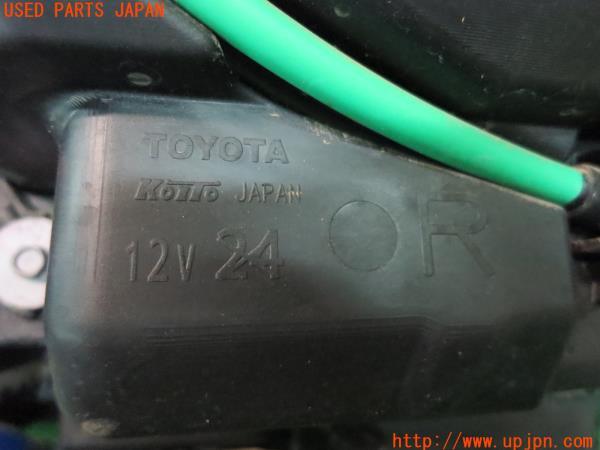 USED PARTS JAPAN
TOYOTA
KOITO JAPAN
12V 24 R
http://www.upjpn.com